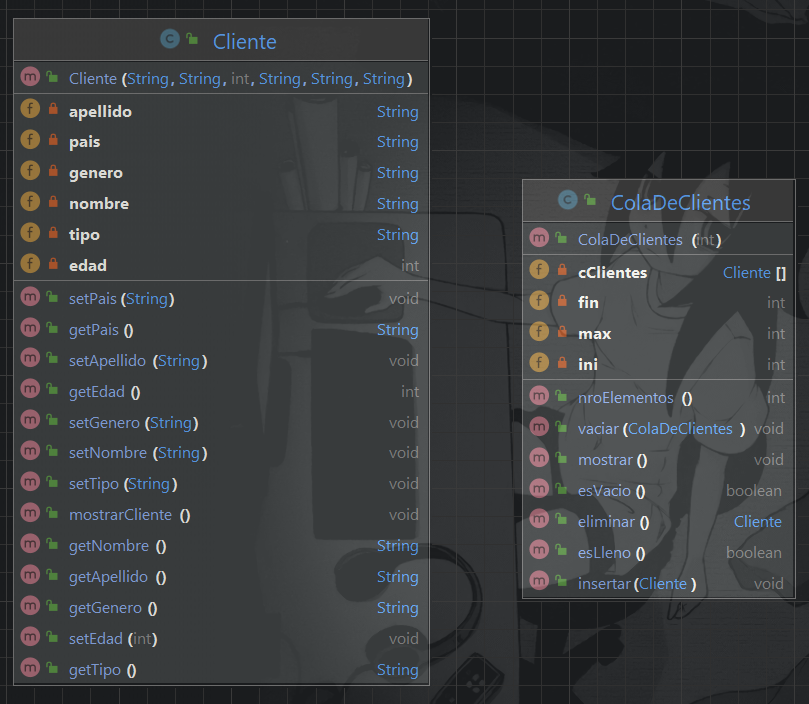 Cliente
Cliente (String, String, int, String, String, String)
apellido String
pais String
genero String
nombre String
tipo String
edad int
setPais (String) void
getPais () String
setApellido (String) void
getEdad () int
setGenero (String) void
setNombre (String) void
setTipo (String) void
mostrarCliente () void
getNombre () String
getApellido () String
getGenero () String
setEdad (int) void
getTipo () String
ColaDeClientes
ColaDeClientes (int)
cClientes Cliente []
fin int
max int
ini int
nroElementos () int
vaciar (ColaDeClientes ) void
mostrar () void
esVacio () boolean
eliminar () Cliente
esLleno () boolean
insertar (Cliente ) void